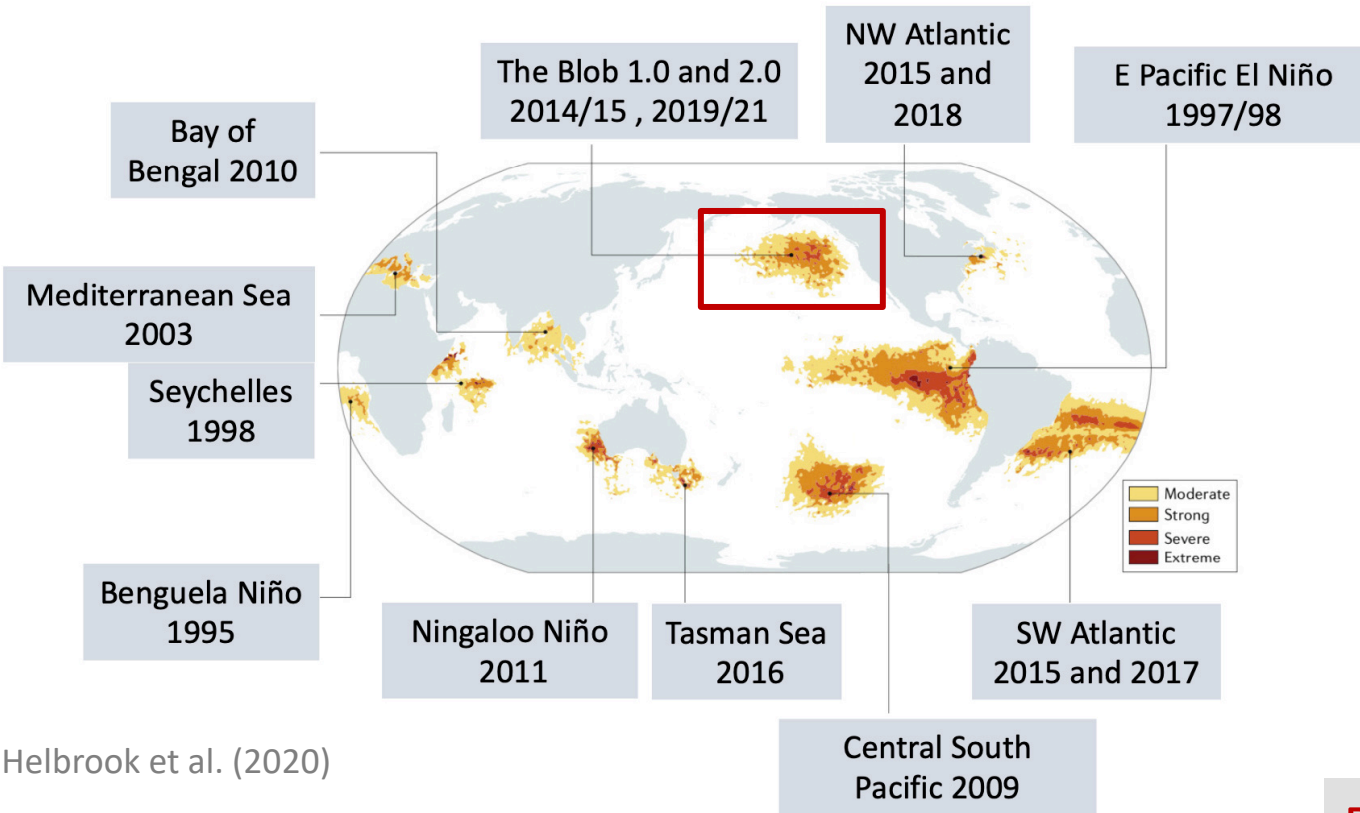 The Blob 1.0 and 2.0
2014/15 , 2019/21
NW Atlantic
2015 and
2018
E Pacific El Niño
1997/98
Bay of
Bengal 2010
Mediterranean Sea
2003
Seychelles
1998
Moderate
Strong
Severe
Extreme
Benguela Niño
1995
Ningaloo Niño
2011
Tasman Sea
2016
SW Atlantic
2015 and 2017
Central South
Pacific 2009
Helbrook et al. (2020)